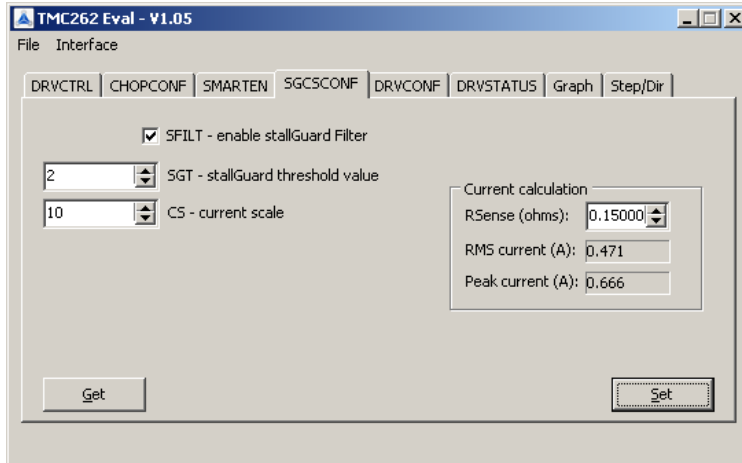 TMC262 Eval - V1.05
File Interface
DRVCTRL CHOPCONF SMARTEN SGCSCONF DRVCONF DRVSTATUS Graph Step/Dir
SFILT - enable stallGuard Filter
2 SGT - stallGuard threshold value
10 CS - current scale
Current calculation
RSense (ohms): 0.15000
RMS current (A): 0.471
Peak current (A): 0.666
Get Set